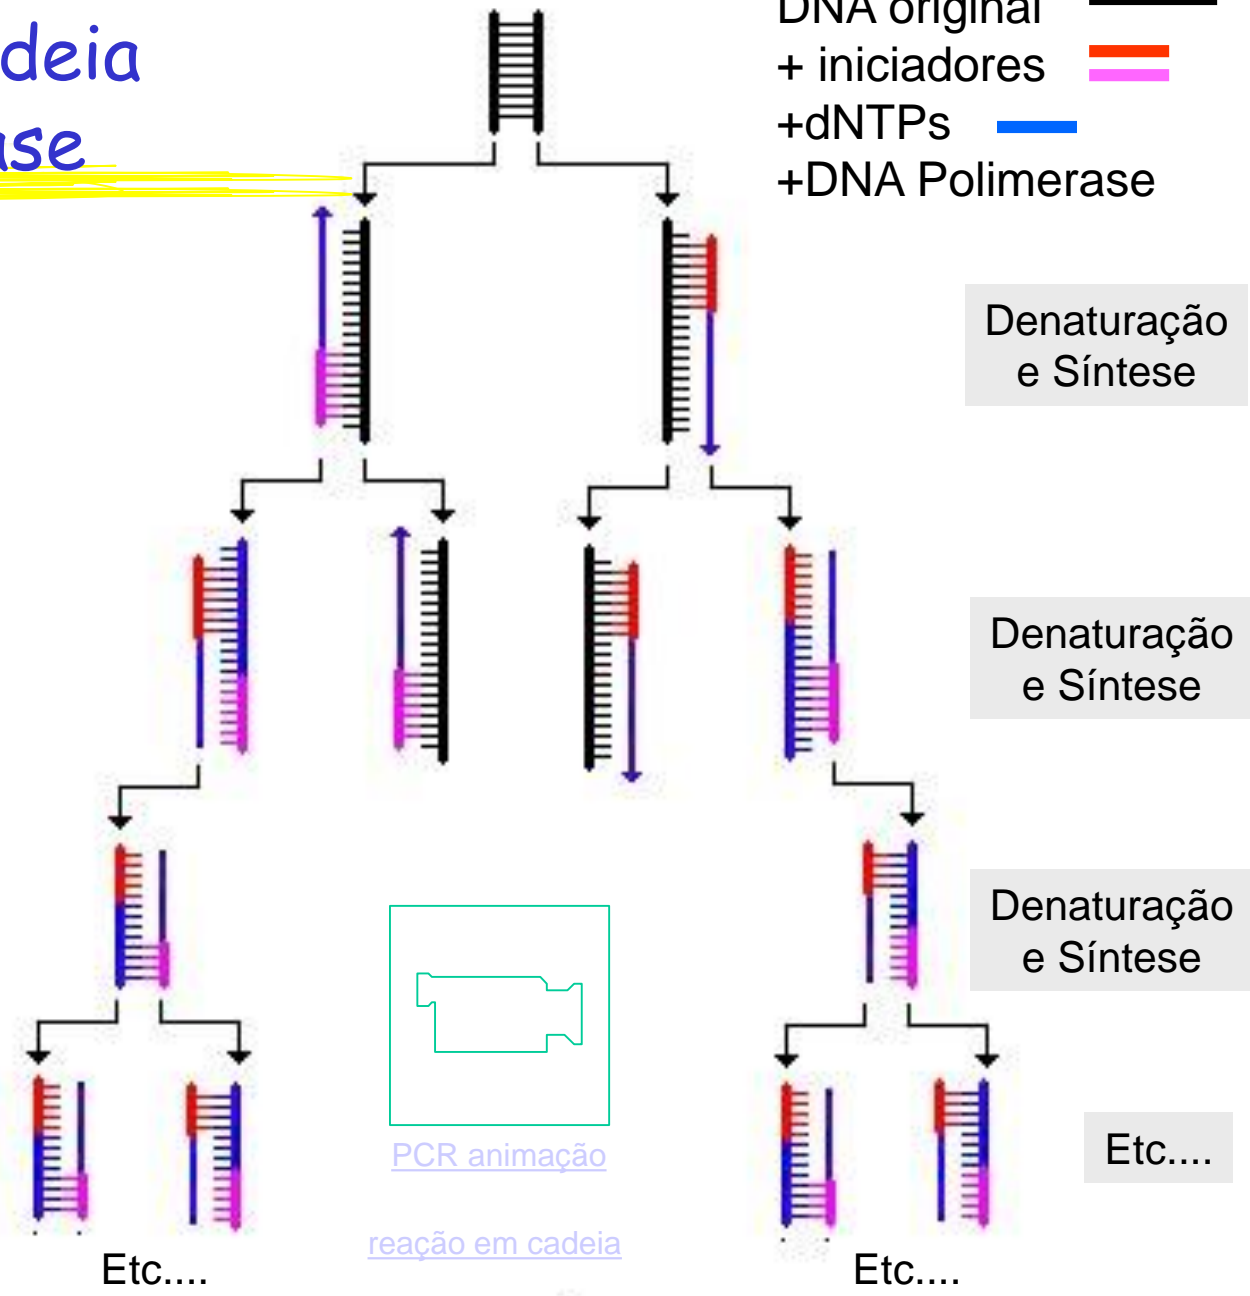 deia
ase
DNA original
+ iniciadores
+dNTPs
+DNA Polimerase
Denaturação
e Síntese
Denaturação
e Síntese
Denaturação
e Síntese
PCR animação
Etc....
reação em cadeia
Etc....
Etc....